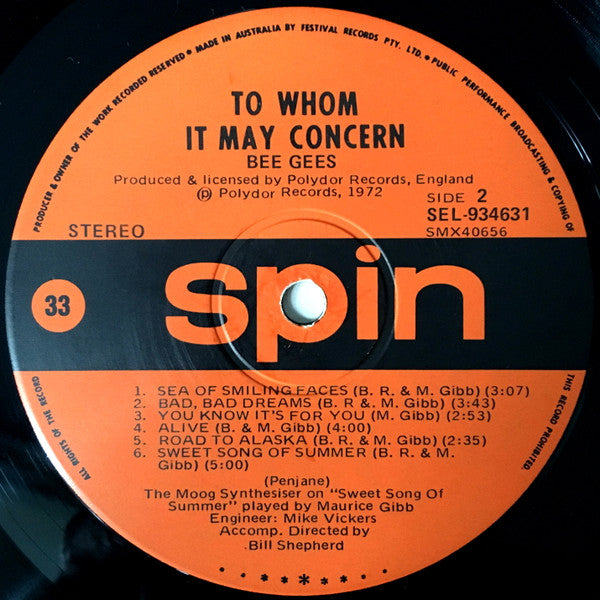 PRODUCER & OWNER OF THE WORK RECORDED RESERVED * MADE IN AUSTRALIA BY FESTIVAL RECORDS PTY. LTD. * PUBLIC PERFORMANCE BROADCASTING & COPYING OF
TO WHOM
IT MAY CONCERN
BEE GEES
Produced & licensed by Polydor Records, England
℗ Polydor Records, 1972
SIDE 2
SEL-934631
STEREO
SMX40656
33
spin
1. SEA OF SMILING FACES (B. R. & M. Gibb) (3:07)
2. BAD, BAD DREAMS (B. R &. M. Gibb) (3:43)
3. YOU KNOW IT'S FOR YOU (M. Gibb) (2:53)
4. ALIVE (B. & M. Gibb) (4:00)
5. ROAD TO ALASKA (B. R. & M. Gibb) (2:35)
6. SWEET SONG OF SUMMER (B. R. & M.
Gibb) (5:00)
(Penjane)
The Moog Synthesiser on "Sweet Song Of
Summer" played by Maurice Gibb
Engineer: Mike Vickers
Accomp. Directed by
Bill Shepherd
ALL RIGHTS OF THE RECORD
THIS RECORD PROHIBITED.